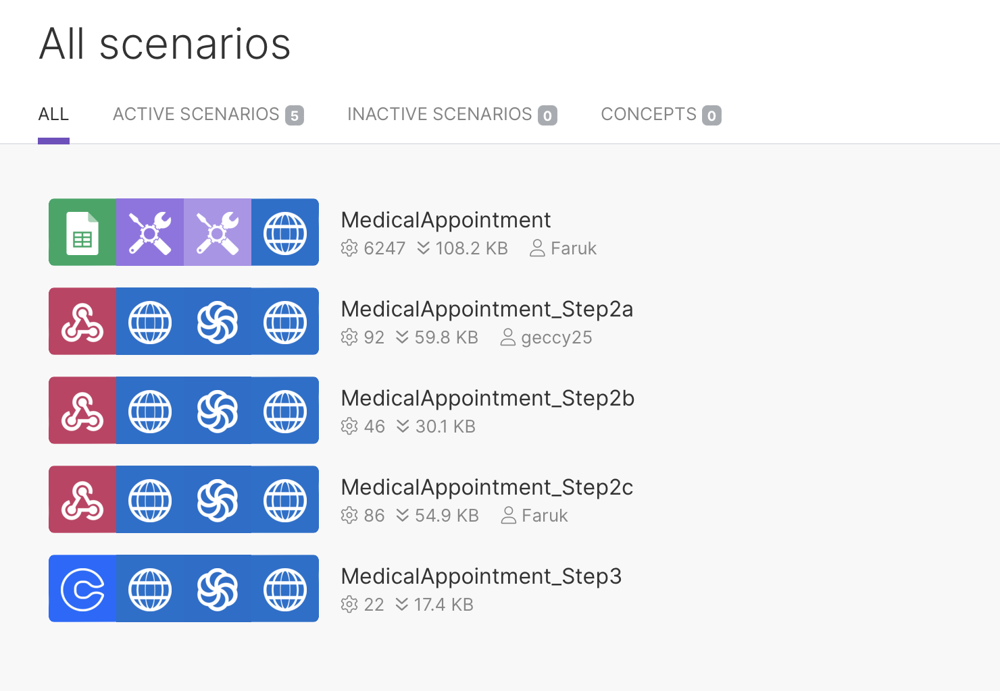 All scenarios
ALL ACTIVE SCENARIOS 5 INACTIVE SCENARIOS 0 CONCEPTS 0
MedicalAppointment
6247 108.2 KB Faruk
MedicalAppointment_Step2a
92 59.8 KB geccy25
MedicalAppointment_Step2b
46 30.1 KB
MedicalAppointment_Step2c
86 54.9 KB Faruk
MedicalAppointment_Step3
22 17.4 KB